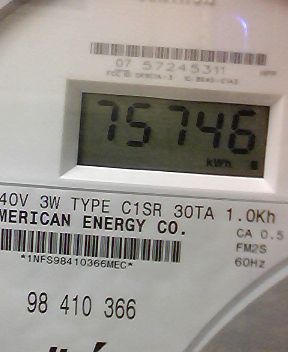 07 57245311
75746
kWh
40V 3W TYPE C1SR 30TA 1.0Kh
MERICAN ENERGY CO.
CA 0.5
FM2S
60Hz
*1NFS98410366MEC*
98 410 366